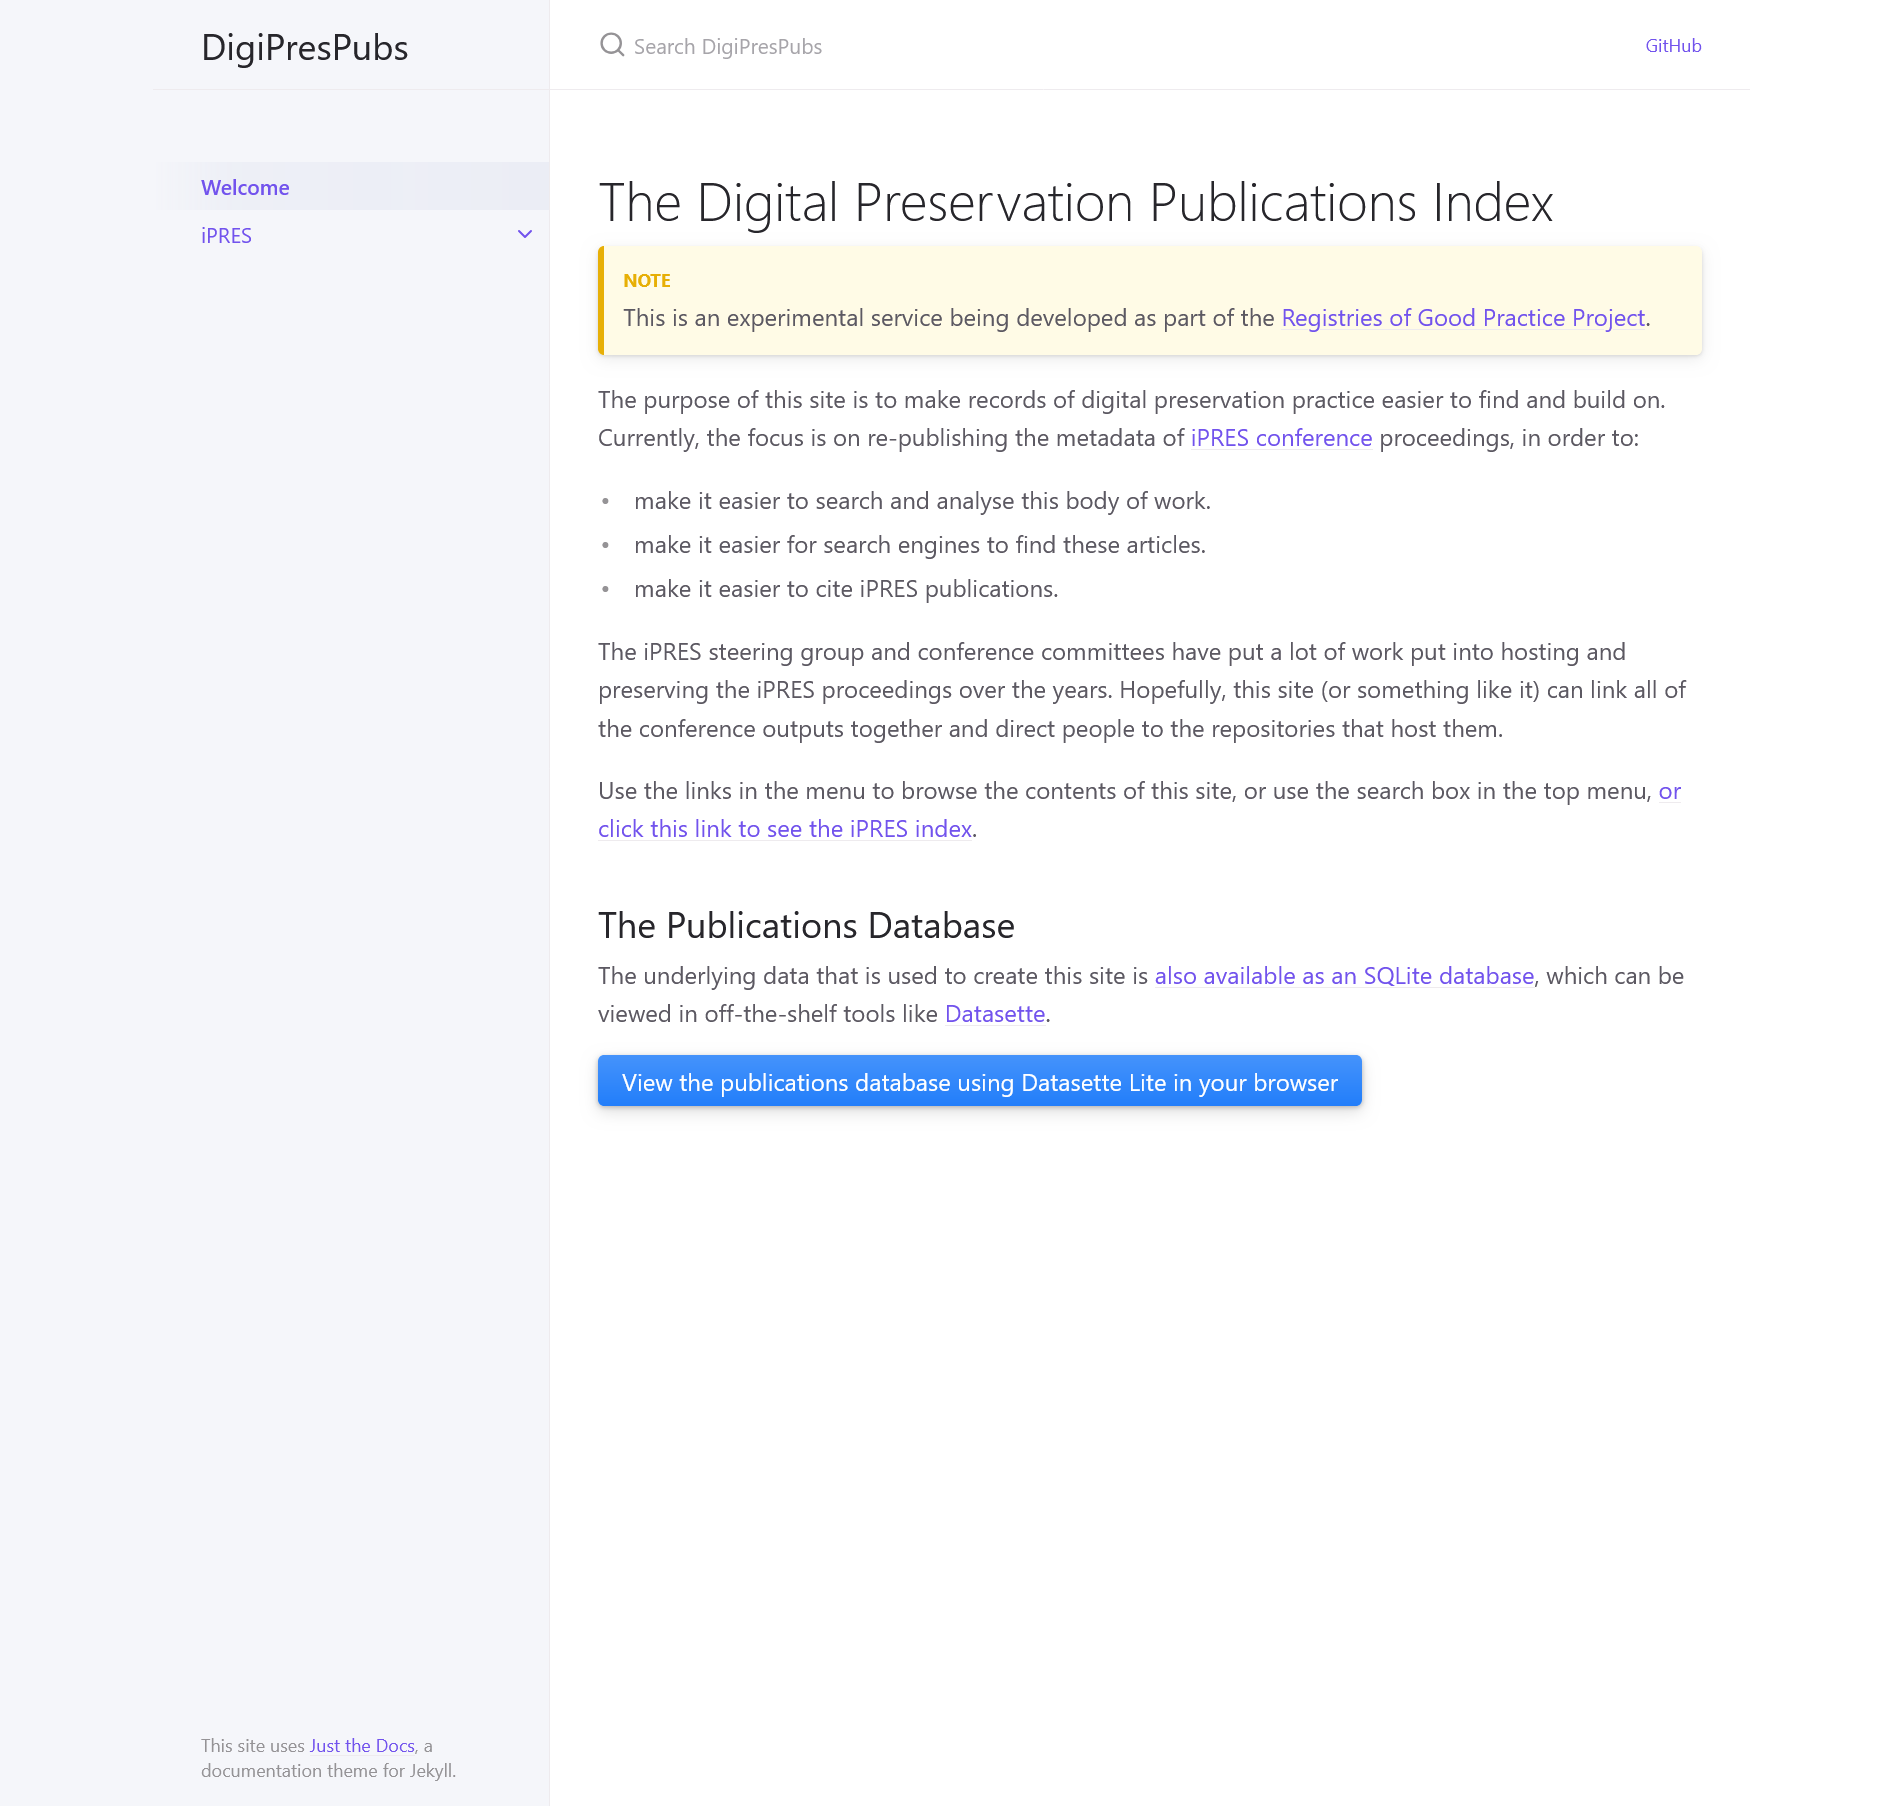 DigiPresPubs
Search DigiPresPubs
GitHub
Welcome
iPRES
The Digital Preservation Publications Index
NOTE
This is an experimental service being developed as part of the Registries of Good Practice Project.
The purpose of this site is to make records of digital preservation practice easier to find and build on.
Currently, the focus is on re-publishing the metadata of iPRES conference proceedings, in order to:
• make it easier to search and analyse this body of work.
• make it easier for search engines to find these articles.
• make it easier to cite iPRES publications.
The iPRES steering group and conference committees have put a lot of work put into hosting and
preserving the iPRES proceedings over the years. Hopefully, this site (or something like it) can link all of
the conference outputs together and direct people to the repositories that host them.
Use the links in the menu to browse the contents of this site, or use the search box in the top menu, or
click this link to see the iPRES index.
The Publications Database
The underlying data that is used to create this site is also available as an SQLite database, which can be
viewed in off-the-shelf tools like Datasette.
View the publications database using Datasette Lite in your browser
This site uses Just the Docs, a
documentation theme for Jekyll.